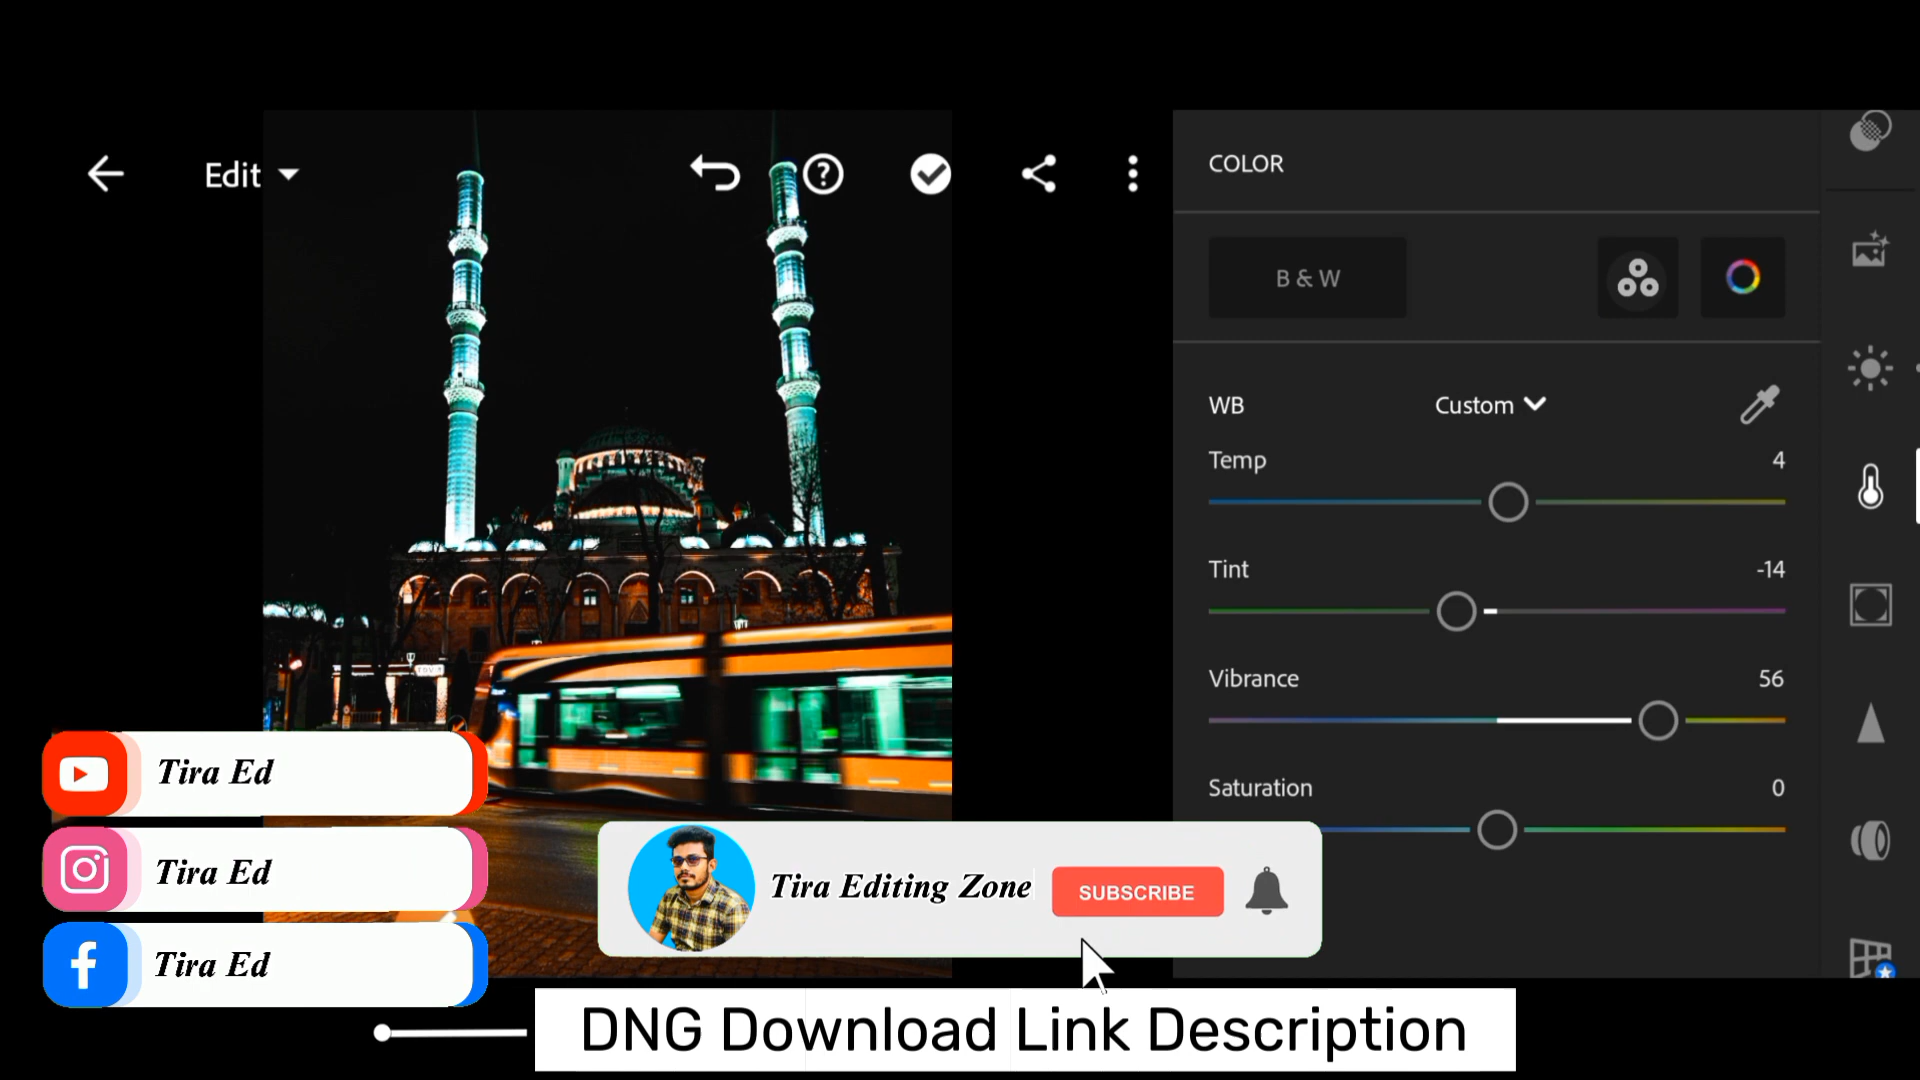 Edit
COLOR
B & W
WB
Custom
Temp
4
Tint
-14
Vibrance
56
Saturation
0
Tira Ed
Tira Ed
Tira Ed
Tira Editing Zone
SUBSCRIBE
DNG Download Link Description